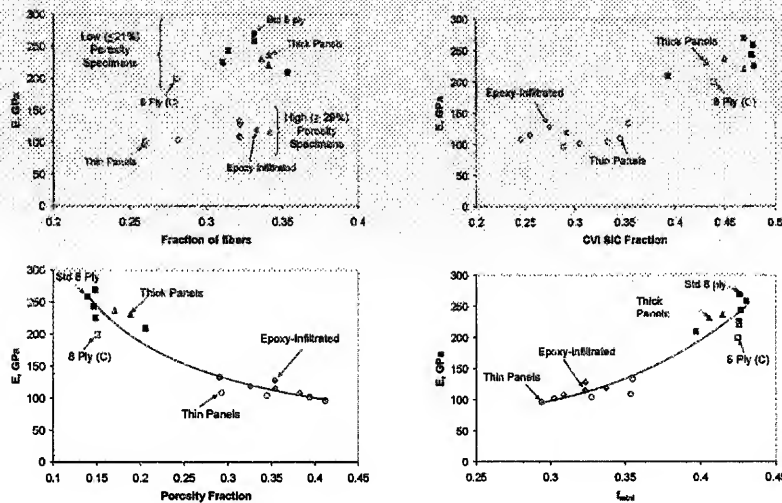 300
250
200
150
100
50
0
E, GPa
Low (≤21%)
Porosity
Specimens
Std 8 ply
Thick Panels
8 Ply (C)
High (≥ 29%)
Porosity
Specimens
Thin Panels
Epoxy-Infiltrated
0.2
0.25
0.3
0.35
0.4
Fraction of fibers
300
250
200
150
100
50
0
E, GPa
Thick Panels
8 Ply (C)
Epoxy-Infiltrated
Thin Panels
0.2
0.25
0.3
0.35
0.4
0.45
0.5
CVI SiC Fraction
300
250
200
150
100
50
0
E, GPa
Std 8 Ply
Thick Panels
8 Ply (C)
Epoxy-Infiltrated
Thin Panels
0.1
0.15
0.2
0.25
0.3
0.35
0.4
0.45
Porosity Fraction
300
250
200
150
100
50
0
E, GPa
Std 8 ply
Thick
Panels
8 Ply (C)
Epoxy-Infiltrated
Thin Panels
0.25
0.3
0.35
0.4
0.45